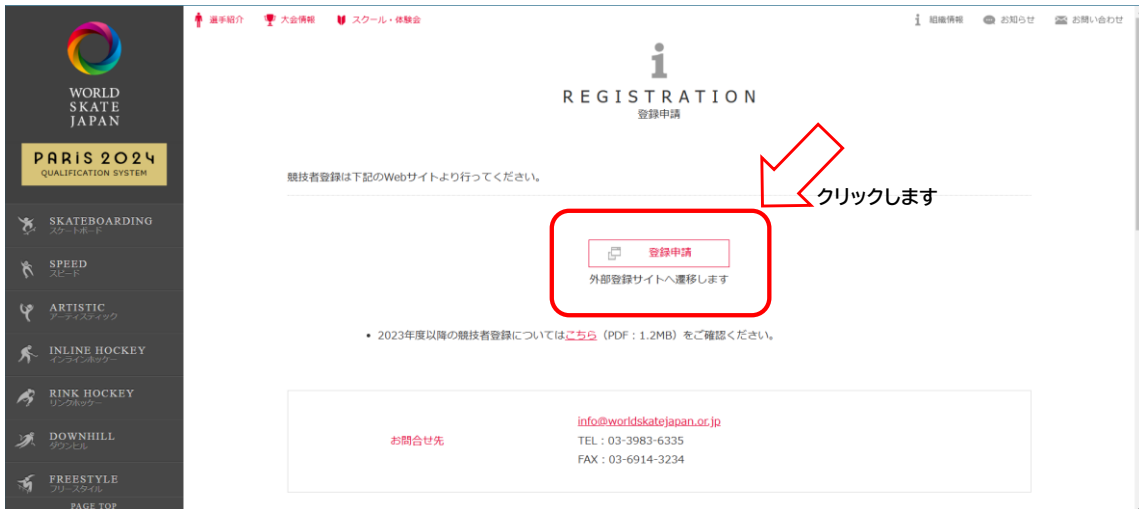 選手紹介 大会情報 スクール・体験会 組織情報 お知らせ お問い合わせ
WORLD
SKATE
JAPAN
PARIS 2024
QUALIFICATION SYSTEM
SKATEBOARDING
スケートボード
SPEED
スピード
ARTISTIC
アーティスティック
INLINE HOCKEY
インラインホッケー
RINK HOCKEY
リンクホッケー
DOWNHILL
ダウンヒル
FREESTYLE
フリースタイル
PAGE TOP
REGISTRATION
登録申請
競技者登録は下記のWebサイトより行ってください。
クリックします
登録申請
外部登録サイトへ遷移します
• 2023年度以降の競技者登録についてはこちら（PDF：1.2MB）をご確認ください。
お問合せ先
info@worldskatejapan.or.jp
TEL：03-3983-6335
FAX：03-6914-3234